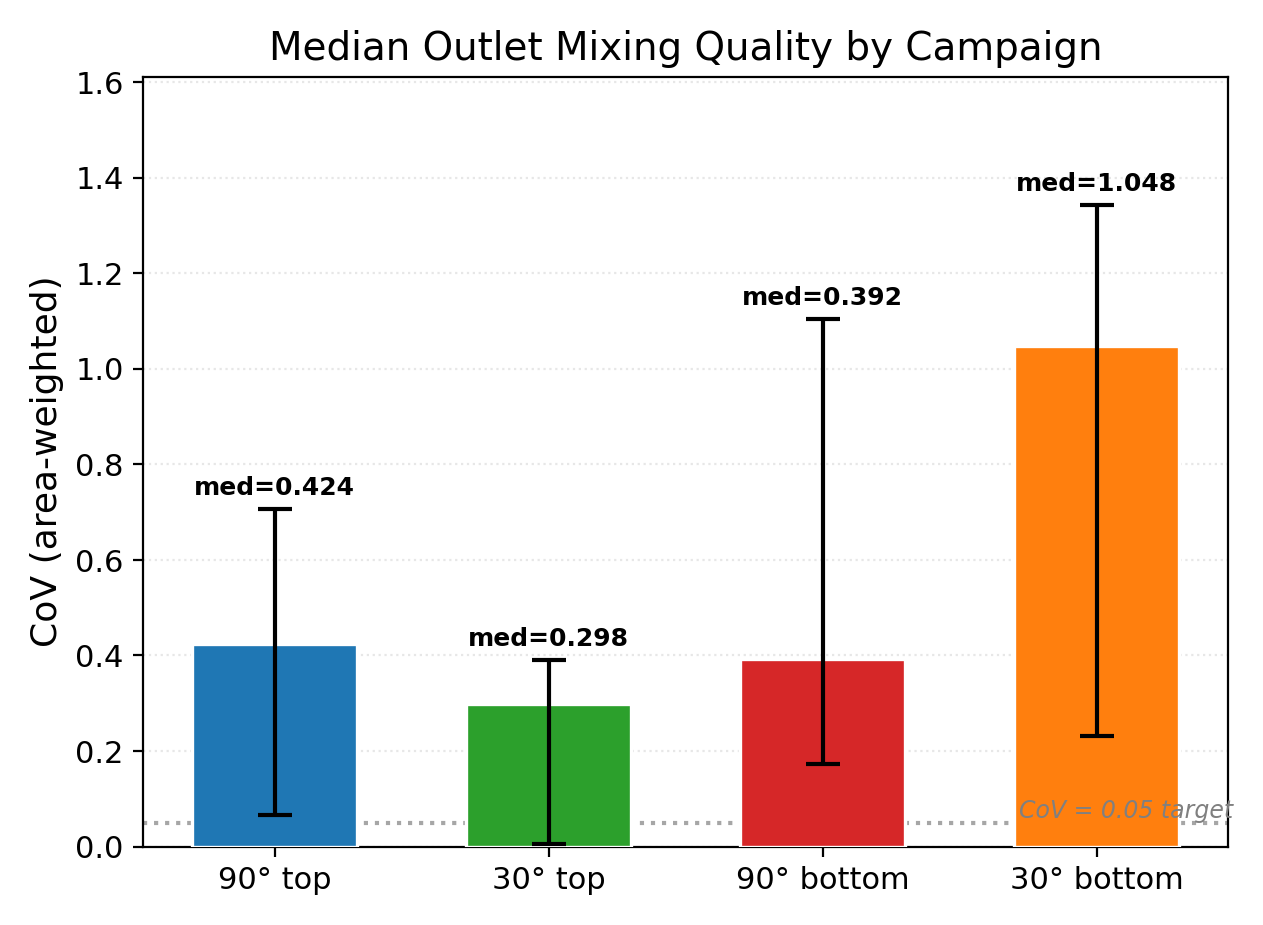 Median Outlet Mixing Quality by Campaign
CoV (area-weighted)
1.6
1.4
1.2
1.0
0.8
0.6
0.4
0.2
0.0
med=0.424
med=0.298
med=0.392
med=1.048
CoV = 0.05 target
90° top
30° top
90° bottom
30° bottom